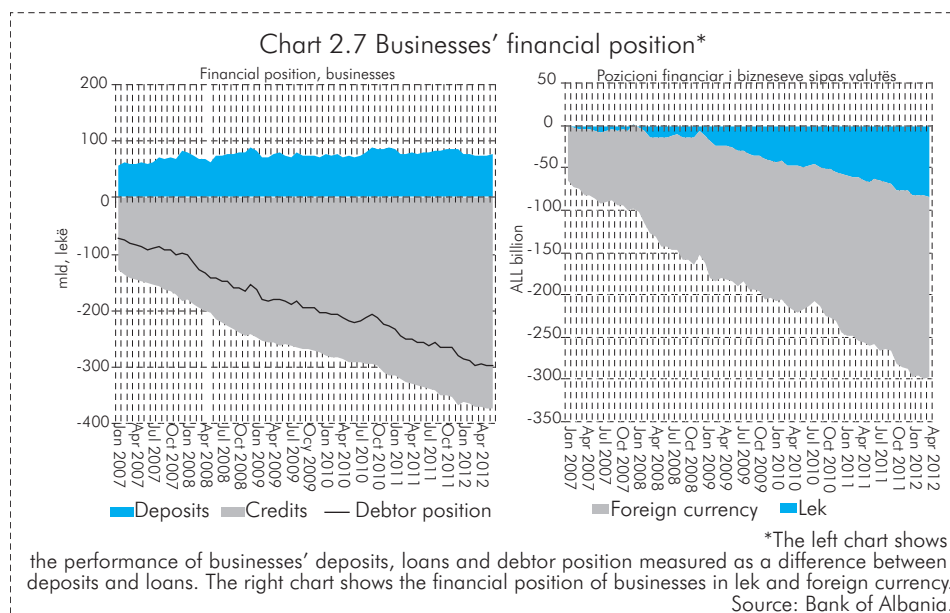 Chart 2.7 Businesses' financial position*
Financial position, businesses
200
100
0
-100
-200
-300
-400
mld, lekë
Jan 2007
Apr 2007
Jul 2007
Oct 2007
Jan 2008
Apr 2008
Jul 2008
Oct 2008
Jan 2009
Apr 2009
Jul 2009
Ocy 2009
Jan 2010
Apr 2010
Jul 2010
Oct 2010
Jan 2011
Apr 2011
Jul 2011
Oct 2011
Jan 2012
Apr 2012
Deposits
Credits
Debtor position
Pozicioni financiar i bizneseve sipas valutës
50
0
-50
-100
-150
-200
-250
-300
-350
ALL billion
Jan 2007
Apr 2007
Jul 2007
Oct 2007
Jan 2008
Apr 2008
Jul 2008
Oct 2008
Jan 2009
Apr 2009
Jul 2009
Oct 2009
Jan 2010
Apr 2010
Jul 2010
Oct 2010
Jan 2011
Apr 2011
Jul 2011
Oct 2011
Jan 2012
Apr 2012
Foreign currency
Lek
*The left chart shows
the performance of businesses' deposits, loans and debtor position measured as a difference between
deposits and loans. The right chart shows the financial position of businesses in lek and foreign currency.
Source: Bank of Albania